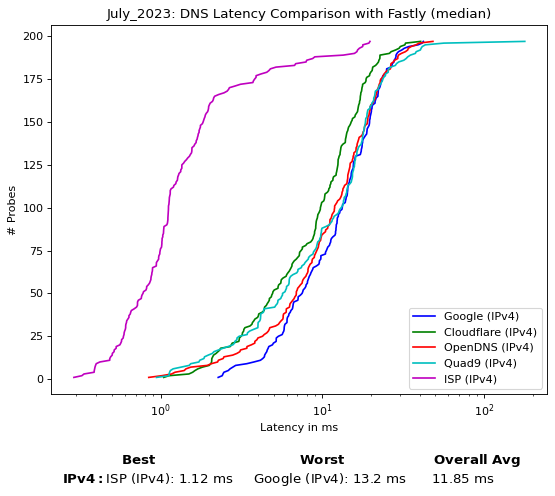 July_2023: DNS Latency Comparison with Fastly (median)
200
175
150
125
100
75
50
25
0
# Probes
Google (IPv4)
Cloudflare (IPv4)
OpenDNS (IPv4)
Quad9 (IPv4)
ISP (IPv4)
10⁰ 10¹ 10²
Latency in ms
Best Worst Overall Avg
IPv4: ISP (IPv4): 1.12 ms Google (IPv4): 13.2 ms 11.85 ms